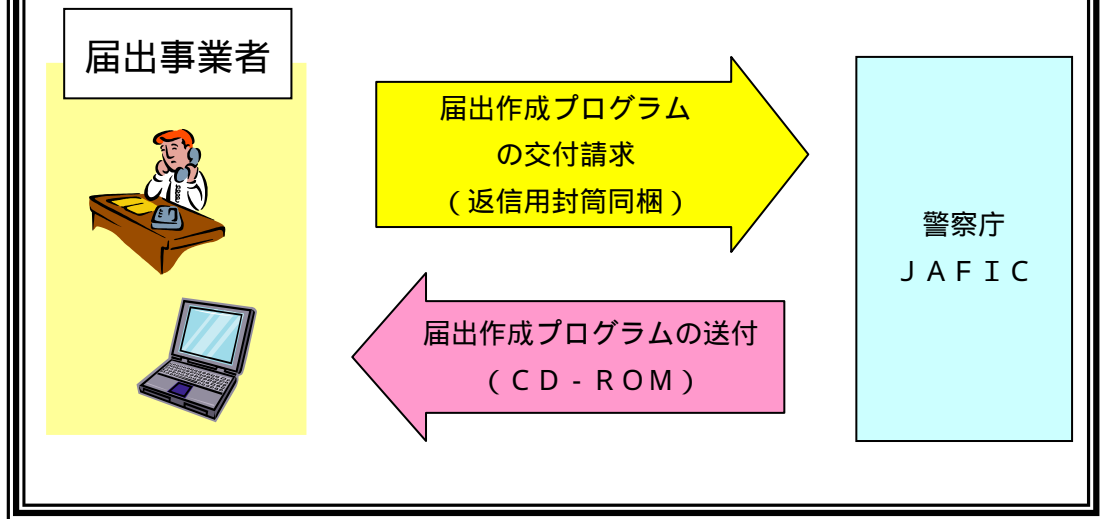 届出事業者
届出作成プログラム
の交付請求
（返信用封筒同梱）
警察庁
ＪＡＦＩＣ
届出作成プログラムの送付
（ＣＤ‐ＲＯＭ）